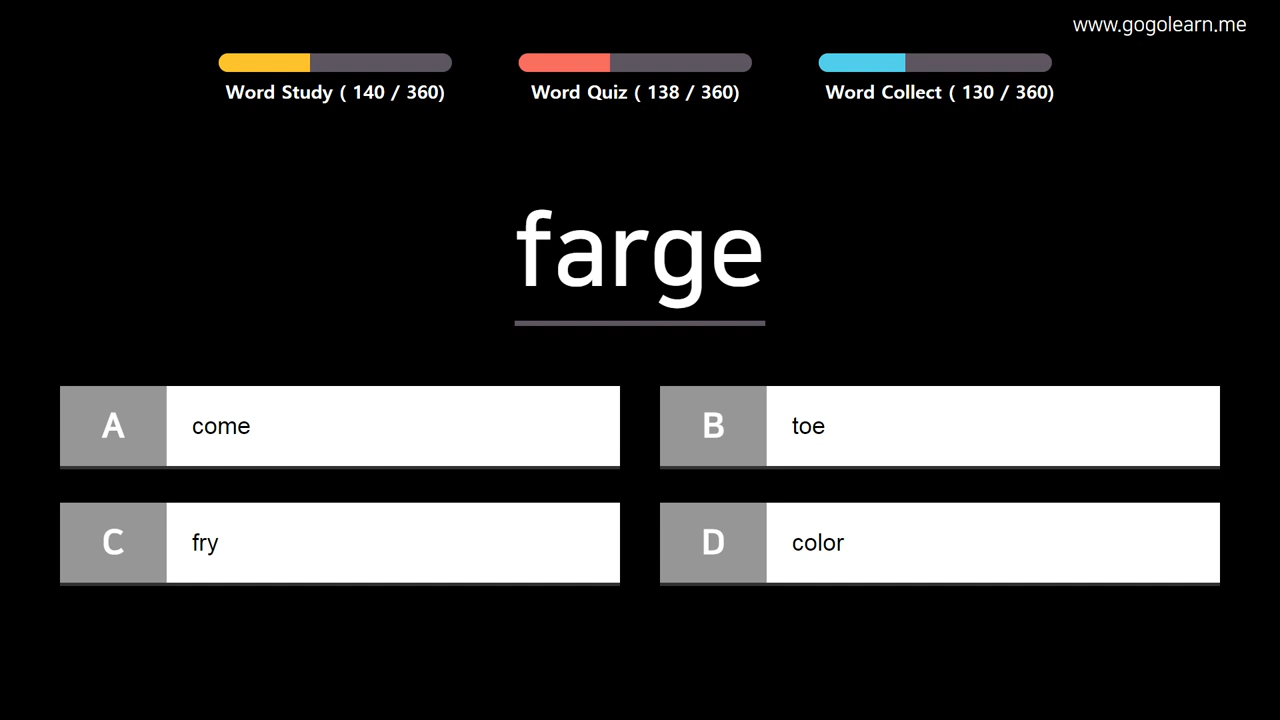 www.gogolearn.me
Word Study ( 140 / 360)
Word Quiz ( 138 / 360)
Word Collect ( 130 / 360)
farge
A come
B toe
C fry
D color